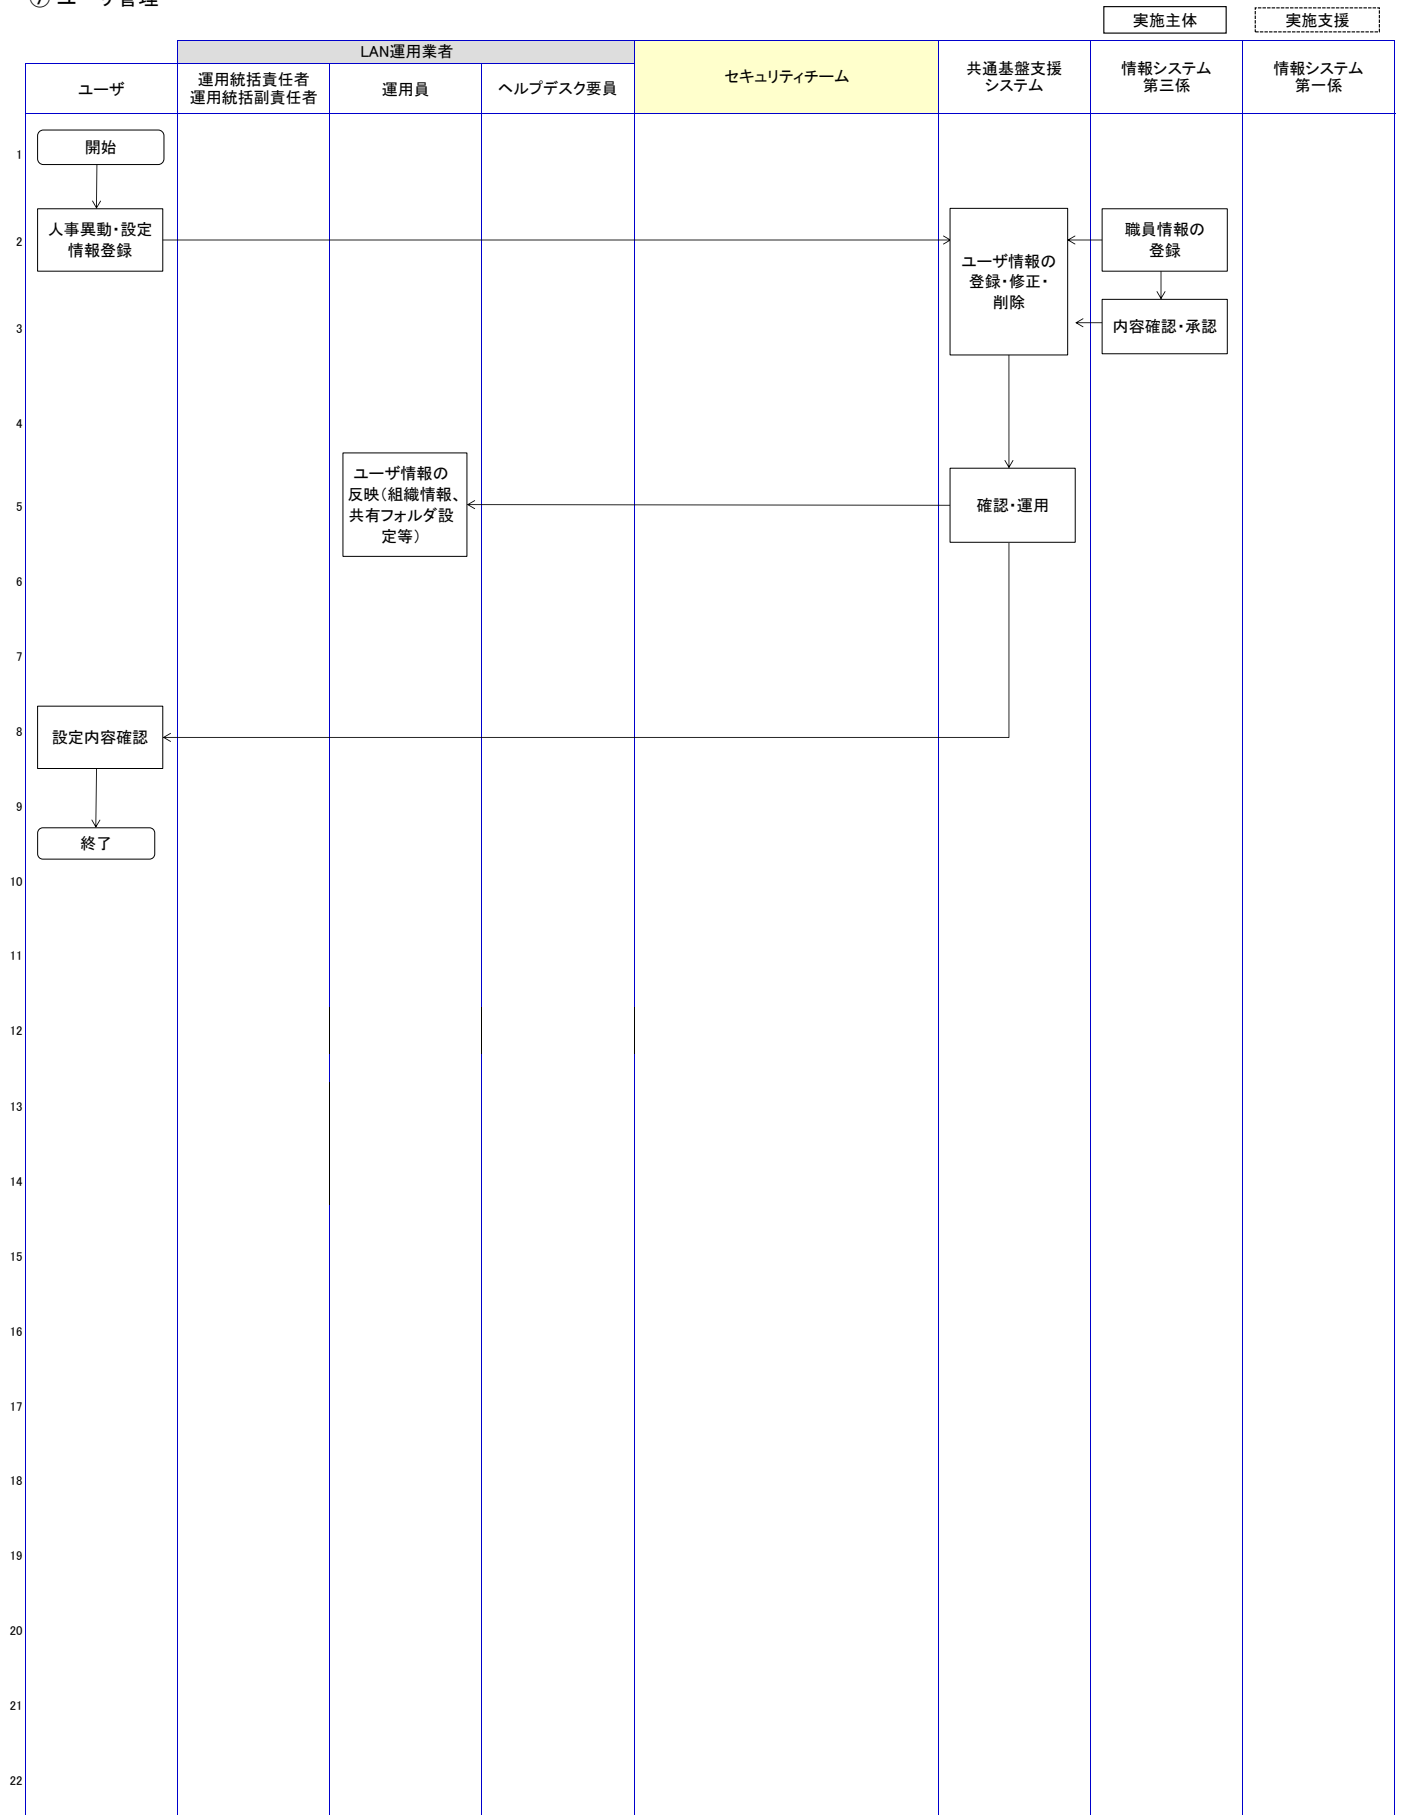 ⑦ ユーザ管理
実施主体
実施支援
LAN運用業者
ユーザ
運用統括責任者
運用統括副責任者
運用員
ヘルプデスク要員
セキュリティチーム
共通基盤支援
システム
情報システム
第三係
情報システム
第一係
1
開始
2
人事異動・設定
情報登録
ユーザ情報の
登録・修正・
削除
職員情報の
登録
3
内容確認・承認
4
5
ユーザ情報の
反映（組織情報、
共有フォルダ設
定等）
確認・運用
6
7
8
設定内容確認
9
終了
10
11
12
13
14
15
16
17
18
19
20
21
22